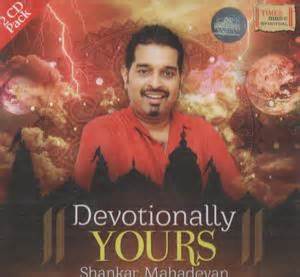 2 CD
Pack
TIMES
music
SPIRITUAL
Devotionally
YOURS
Shankar Mahadevan